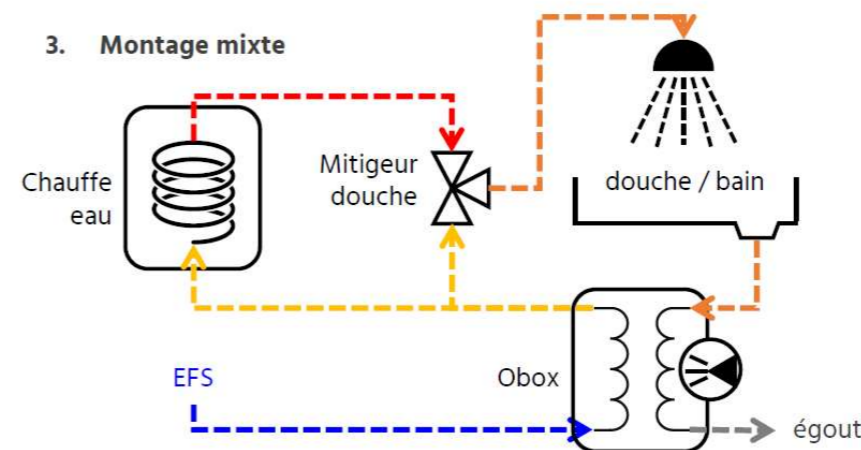 3. Montage mixte
Chauffe
eau
Mitigeur
douche
douche / bain
EFS
Obox
égout